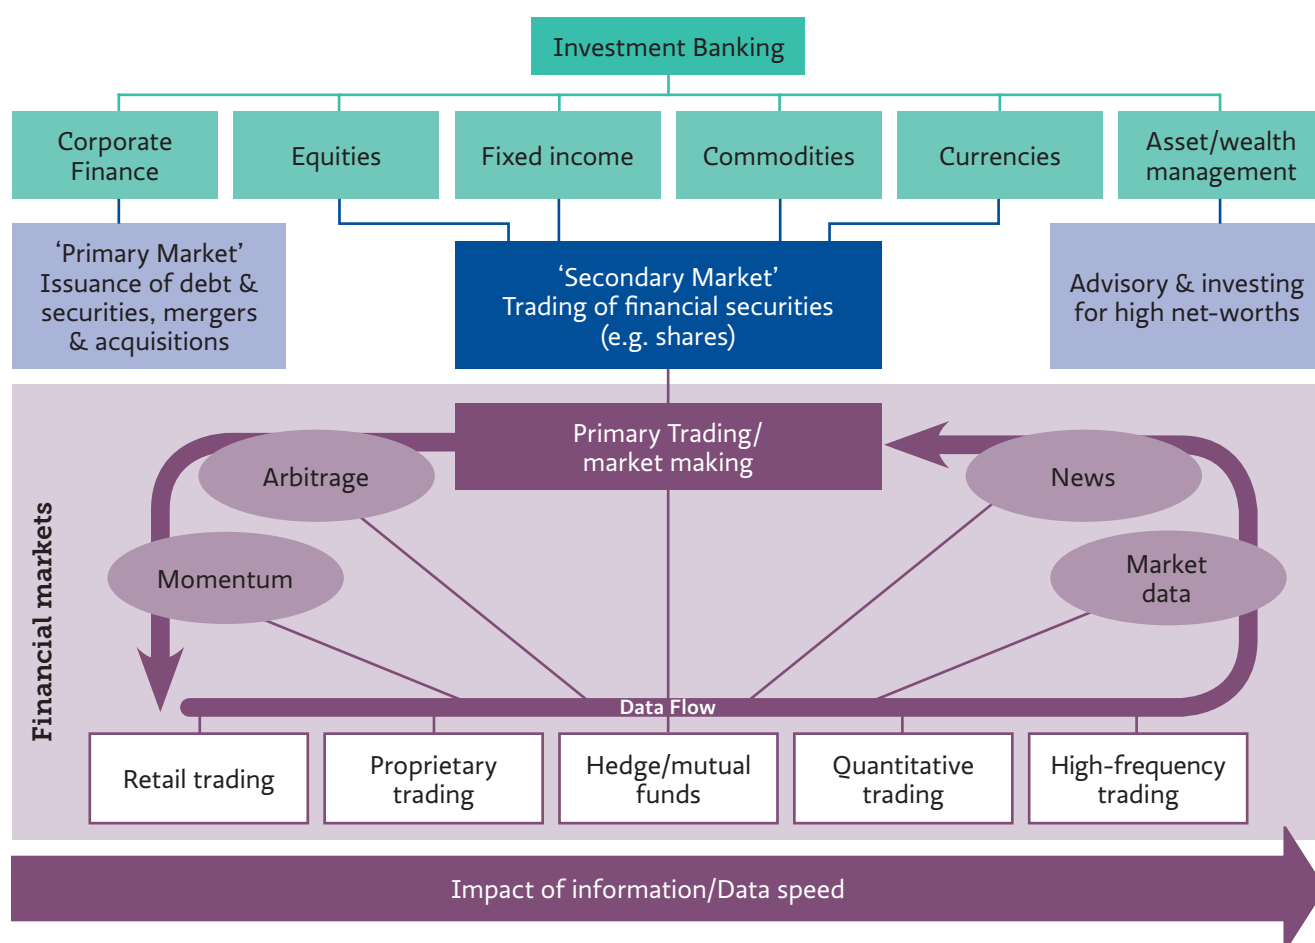 Investment Banking
Corporate
Finance
Equities
Fixed income
Commodities
Currencies
Asset/wealth
management
‘Primary Market’
Issuance of debt &
securities, mergers
& acquisitions
‘Secondary Market’
Trading of financial securities
(e.g. shares)
Advisory & investing
for high net-worths
Financial markets
Primary Trading/
market making
Arbitrage
News
Momentum
Market
data
Data Flow
Retail trading
Proprietary
trading
Hedge/mutual
funds
Quantitative
trading
High-frequency
trading
Impact of information/Data speed